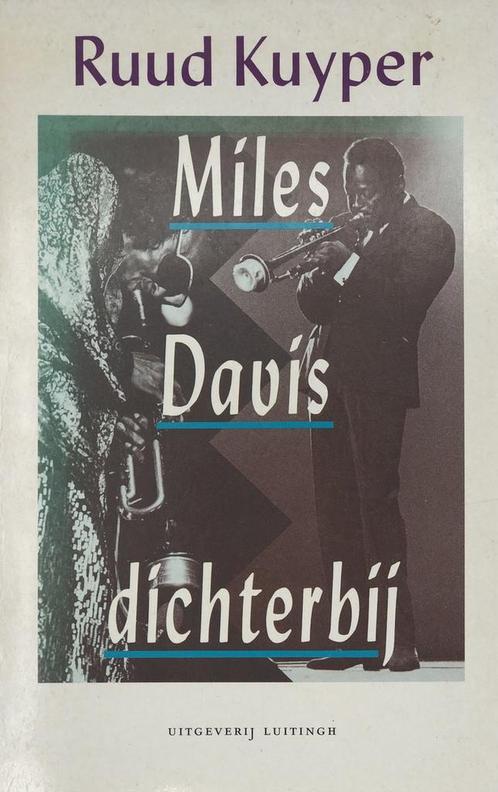 Ruud Kuyper
Miles
Davis
dichterbij
UITGEVERIJ LUITINGH